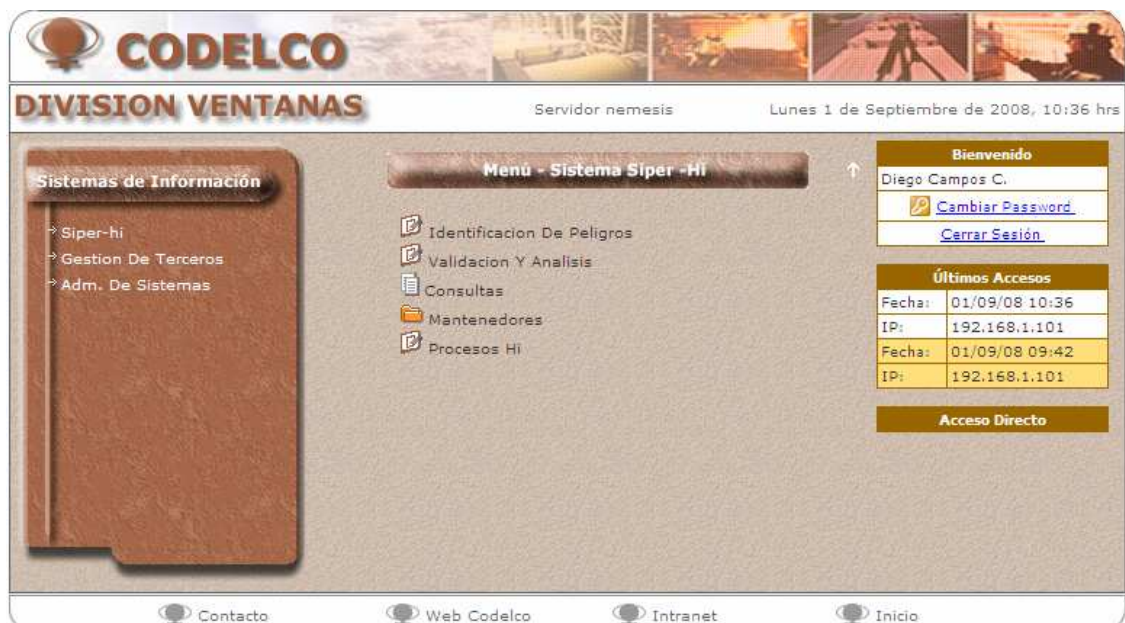 CODELCO
DIVISION VENTANAS
Servidor nemesis
Lunes 1 de Septiembre de 2008, 10:36 hrs
Sistemas de Información
Siper-hi
Gestion De Terceros
Adm. De Sistemas
Menú - Sistema Siper -Hi
Identificacion De Peligros
Validacion Y Analisis
Consultas
Mantenedores
Procesos Hi
Bienvenido
Diego Campos C.
Cambiar Password
Cerrar Sesión
Últimos Accesos
Fecha: 01/09/08 10:36
IP: 192.168.1.101
Fecha: 01/09/08 09:42
IP: 192.168.1.101
Acceso Directo
Contacto
Web Codelco
Intranet
Inicio